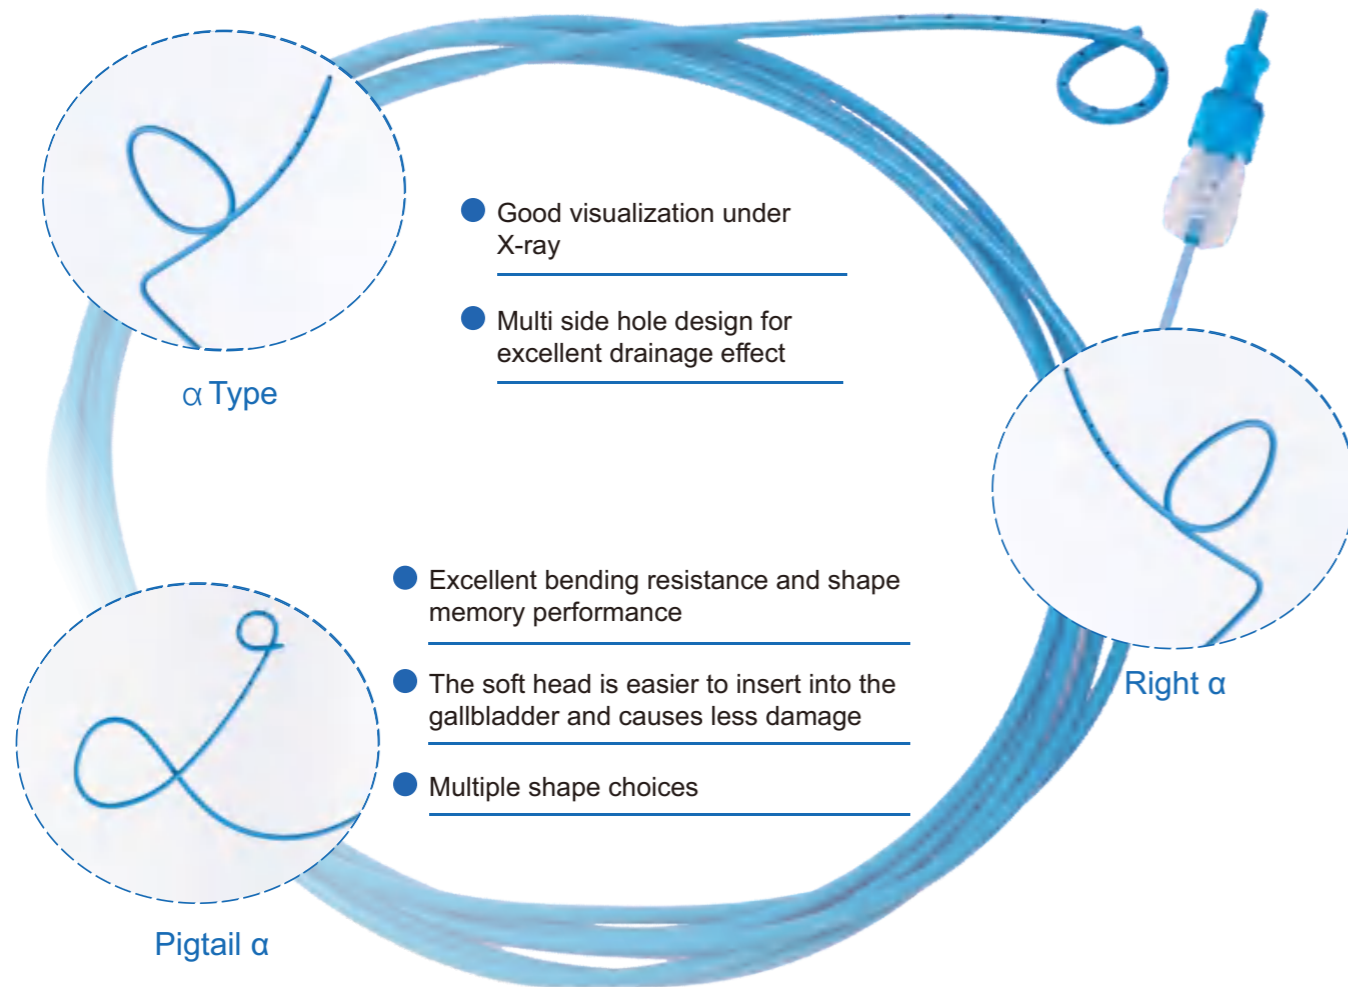 Good visualization under
X-ray
Multi side hole design for
excellent drainage effect
α Type
Excellent bending resistance and shape
memory performance
The soft head is easier to insert into the
gallbladder and causes less damage
Right α
Multiple shape choices
Pigtail α